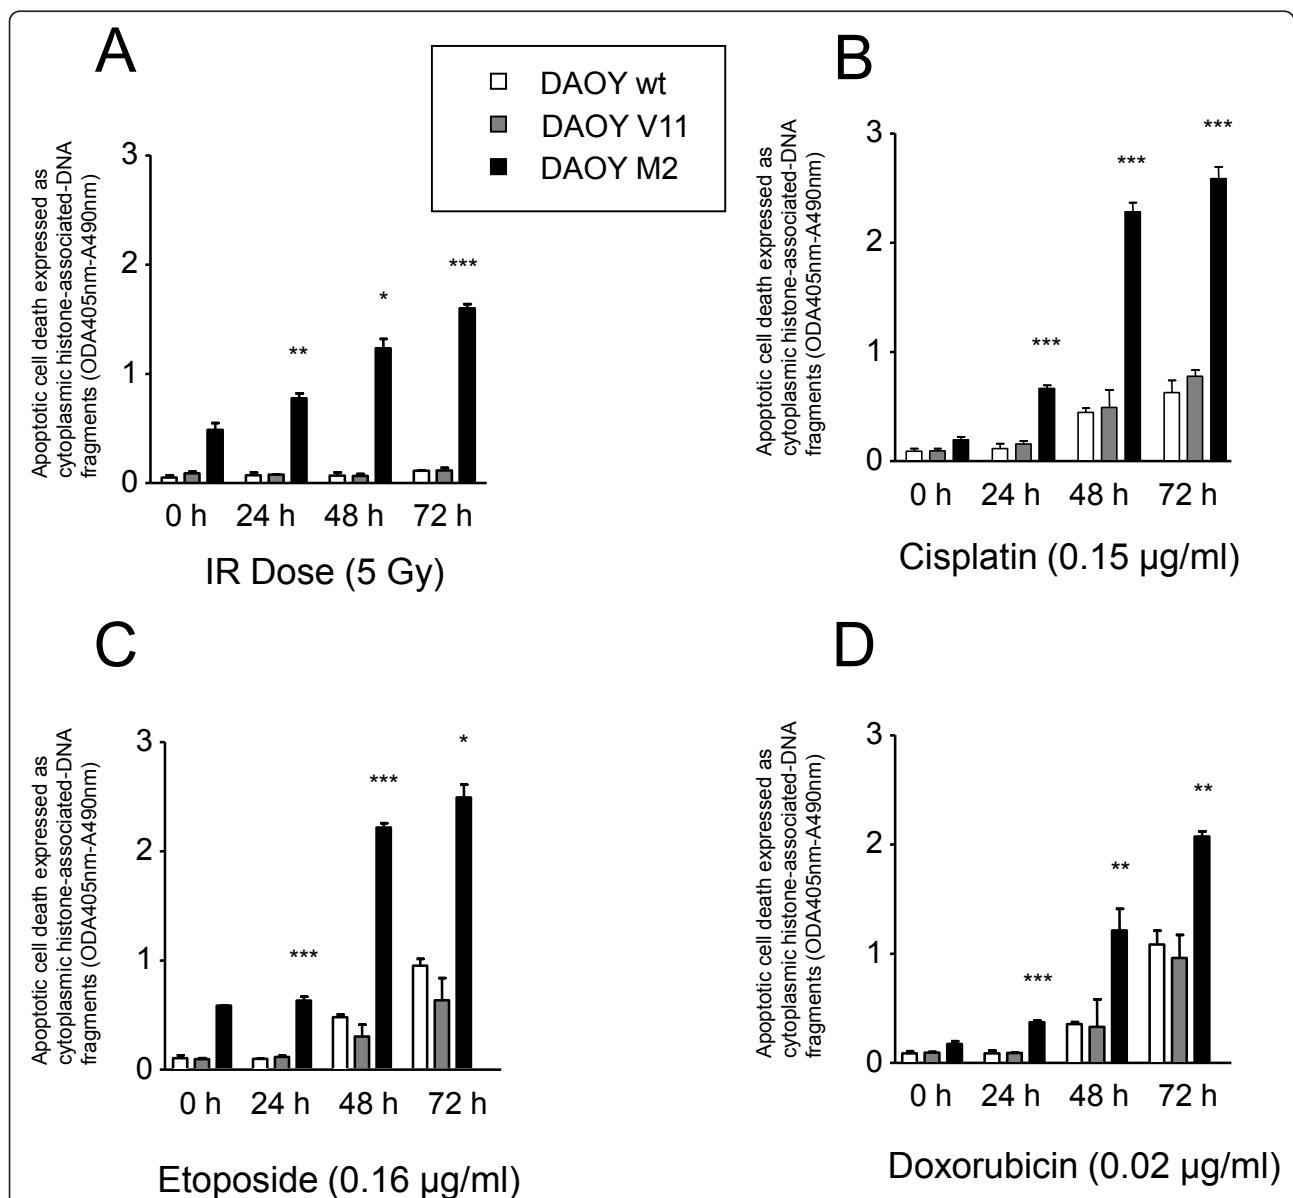 A
DAOY wt
DAOY V11
DAOY M2
Apoptotic cell death expressed as
cytoplasmic histone-associated-DNA
fragments (ODA405nm-A490nm)
3
2
1
0
**
*
***
0 h 24 h 48 h 72 h
IR Dose (5 Gy)
B
Apoptotic cell death expressed as
cytoplasmic histone-associated-DNA
fragments (ODA405nm-A490nm)
3
2
1
0
***
***
***
0 h 24 h 48 h 72 h
Cisplatin (0.15 µg/ml)
C
Apoptotic cell death expressed as
cytoplasmic histone-associated-DNA
fragments (ODA405nm-A490nm)
3
2
1
0
***
***
*
0 h 24 h 48 h 72 h
Etoposide (0.16 µg/ml)
D
Apoptotic cell death expressed as
cytoplasmic histone-associated-DNA
fragments (ODA405nm-A490nm)
3
2
1
0
***
**
**
0 h 24 h 48 h 72 h
Doxorubicin (0.02 µg/ml)